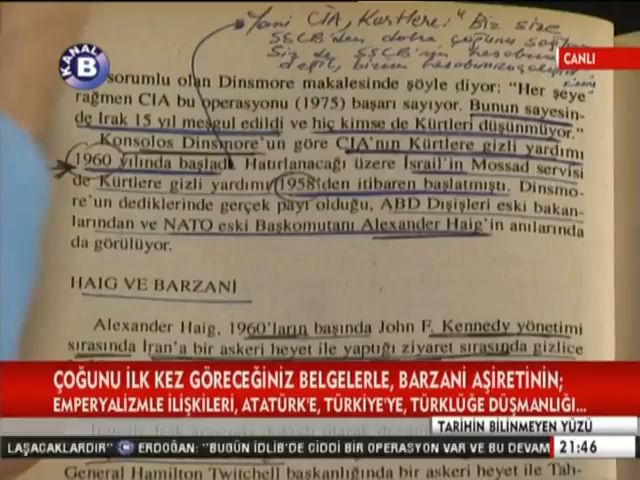 Yani CIA, Kürtlere: "Biz size
SSCB'den daha çoğunu
Siz de SSCB'nin hesabına
değil, bizim hesabımıza
KANAL B
CANLI
sorumlu olan Dinsmore makalesinde şöyle diyor: "Her şeye
rağmen CIA bu operasyonu (1975) başarı sayıyor. Bunun sayesin-
de Irak 15 yıl meşgul edildi ve hiç kimse de Kürtleri düşünmüyor."
Konsolos Dinsmore'un göre CIA'nın Kürtlere gizli yardımı
1960 yılında başladı. Hatırlanacağı üzere İsrail'in Mossad servisi
de Kürtlere gizli yardımı 1958'den itibaren başlatmıştı. Dinsmo-
re'un dediklerinde gerçek payı olduğu, ABD Dışişleri eski bakan-
larından ve NATO eski Başkomutanı Alexander Haig'in anılarında
da görülüyor.
HAIG VE BARZANİ
Alexander Haig, 1960'ların başında John F. Kennedy yönetimi
sırasında İran'a bir askeri heyet ile yaptığı ziyaret sırasında gizlice
ÇOĞUNU İLK KEZ GÖRECEĞİNİZ BELGELERLE, BARZANİ AŞİRETİNİN;
EMPERYALİZMLE İLİŞKİLERİ, ATATÜRK'E, TÜRKİYE'YE, TÜRKLÜĞE DÜŞMANLIĞI...
TARİHİN BİLİNMEYEN YÜZÜ
LAŞACAKLARDIR" B ERDOĞAN: "BUGÜN İDLİB'DE CİDDİ BİR OPERASYON VAR VE BU DEVAM
21:46
General Hamilton Twitchell başkanlığında bir askeri heyet ile Tah-